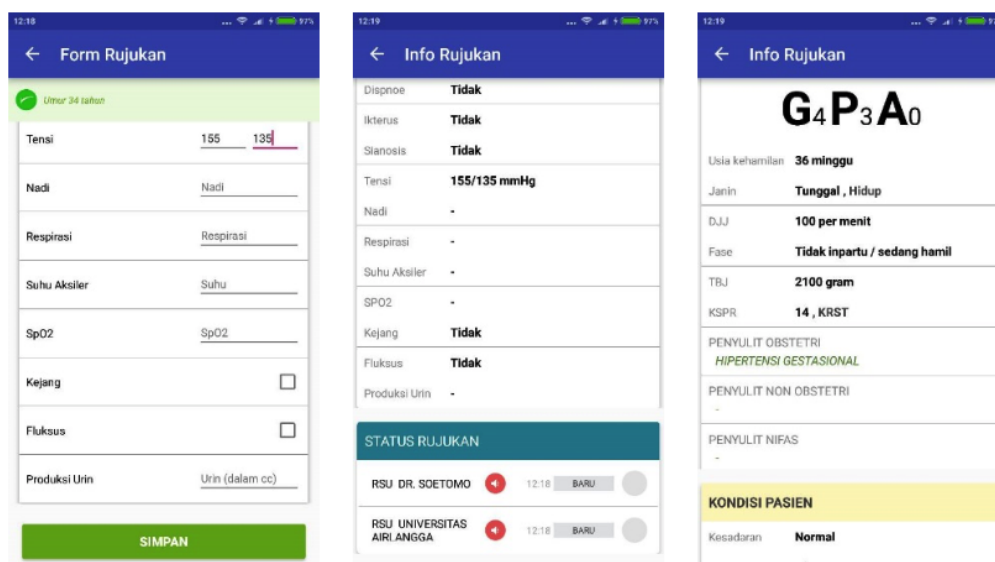 12:18 ... 97%
← Form Rujukan
Umur 34 tahun
Tensi 155 135
Nadi Nadi
Respirasi Respirasi
Suhu Aksiler Suhu
SpO2 SpO2
Kejang
Fluksus
Produksi Urin Urin (dalam cc)
SIMPAN
12:19 ... 97%
← Info Rujukan
Dispnoe Tidak
Ikterus Tidak
Sianosis Tidak
Tensi 155/135 mmHg
Nadi -
Respirasi -
Suhu Aksiler -
SPO2 -
Kejang Tidak
Fluksus Tidak
Produksi Urin -
STATUS RUJUKAN
RSU DR. SOETOMO 12:18 BARU
RSU UNIVERSITAS
AIRLANGGA 12:18 BARU
12:19 ...
← Info Rujukan
G4P3A0
Usia kehamilan 36 minggu
Janin Tunggal , Hidup
DJJ 100 per menit
Fase Tidak inpartu / sedang hamil
TBJ 2100 gram
KSPR 14 , KRST
PENYULIT OBSTETRI
HIPERTENSI GESTASIONAL
PENYULIT NON OBSTETRI
-
PENYULIT NIFAS
-
KONDISI PASIEN
Kesadaran Normal